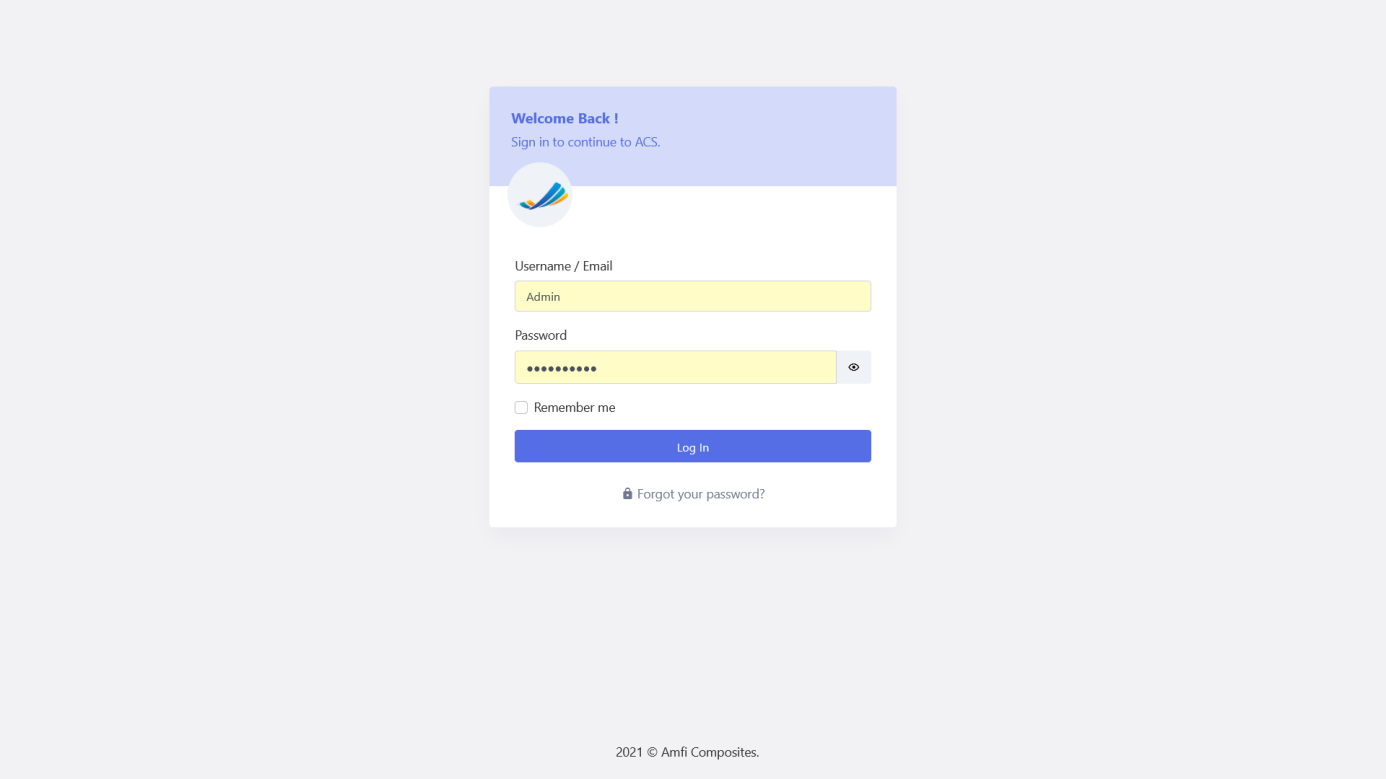 Welcome Back !
Sign in to continue to ACS.
Username / Email
Admin
Password
●●●●●●●●●●
Remember me
Log In
Forgot your password?
2021 © Amfi Composites.